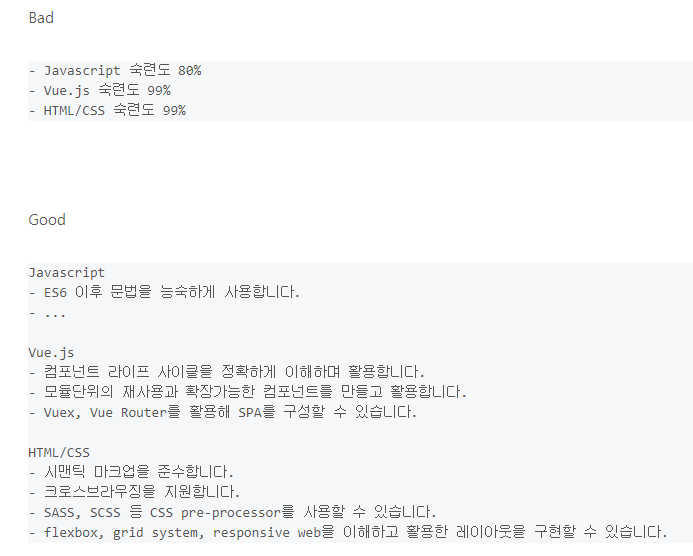 Bad
- Javascript 숙련도 80%
- Vue.js 숙련도 99%
- HTML/CSS 숙련도 99%
Good
Javascript
- ES6 이후 문법을 능숙하게 사용합니다.
- ...
Vue.js
- 컴포넌트 라이프 사이클을 정확하게 이해하며 활용합니다.
- 모듈단위의 재사용과 확장가능한 컴포넌트를 만들고 활용합니다.
- Vuex, Vue Router를 활용해 SPA를 구성할 수 있습니다.
HTML/CSS
- 시맨틱 마크업을 준수합니다.
- 크로스브라우징을 지원합니다.
- SASS, SCSS 등 CSS pre-processor를 사용할 수 있습니다.
- flexbox, grid system, responsive web을 이해하고 활용한 레이아웃을 구현할 수 있습니다.